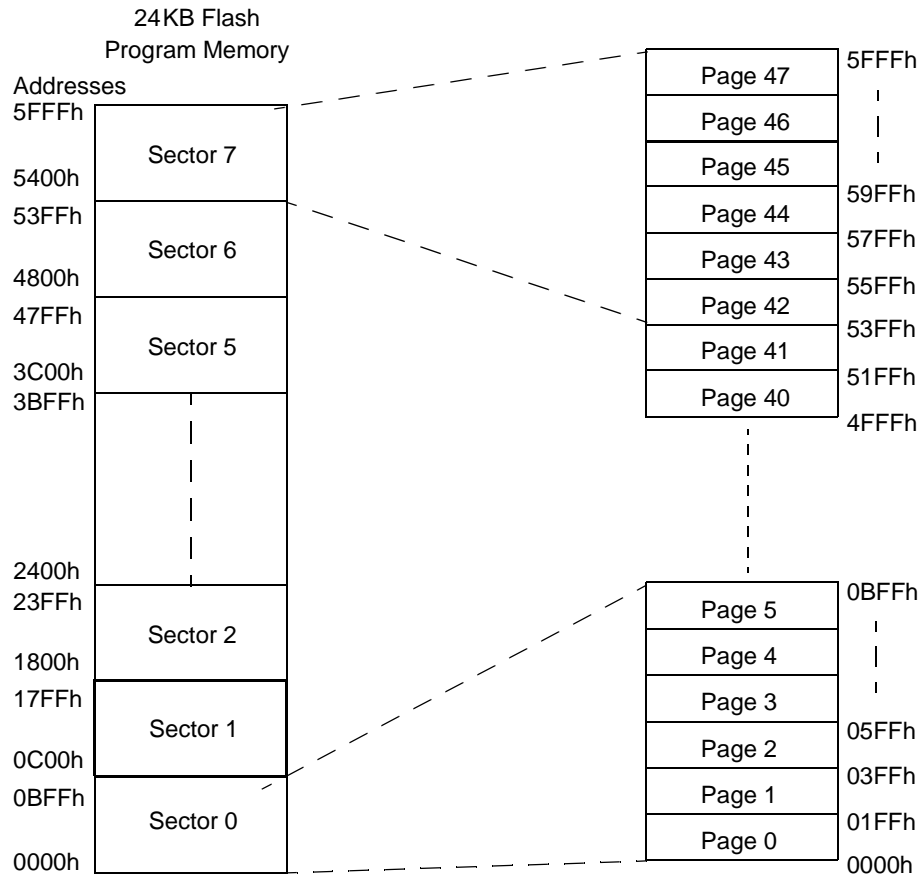 24KB Flash
Program Memory
Addresses
5FFFh
Sector 7
5400h
53FFh
Sector 6
4800h
47FFh
Sector 5
3C00h
3BFFh
2400h
23FFh
Sector 2
1800h
17FFh
Sector 1
0C00h
0BFFh
Sector 0
0000h
Page 47
5FFFh
Page 46
Page 45
59FFh
Page 44
57FFh
Page 43
55FFh
Page 42
53FFh
Page 41
51FFh
Page 40
4FFFh
Page 5
0BFFh
Page 4
Page 3
05FFh
Page 2
03FFh
Page 1
01FFh
Page 0
0000h